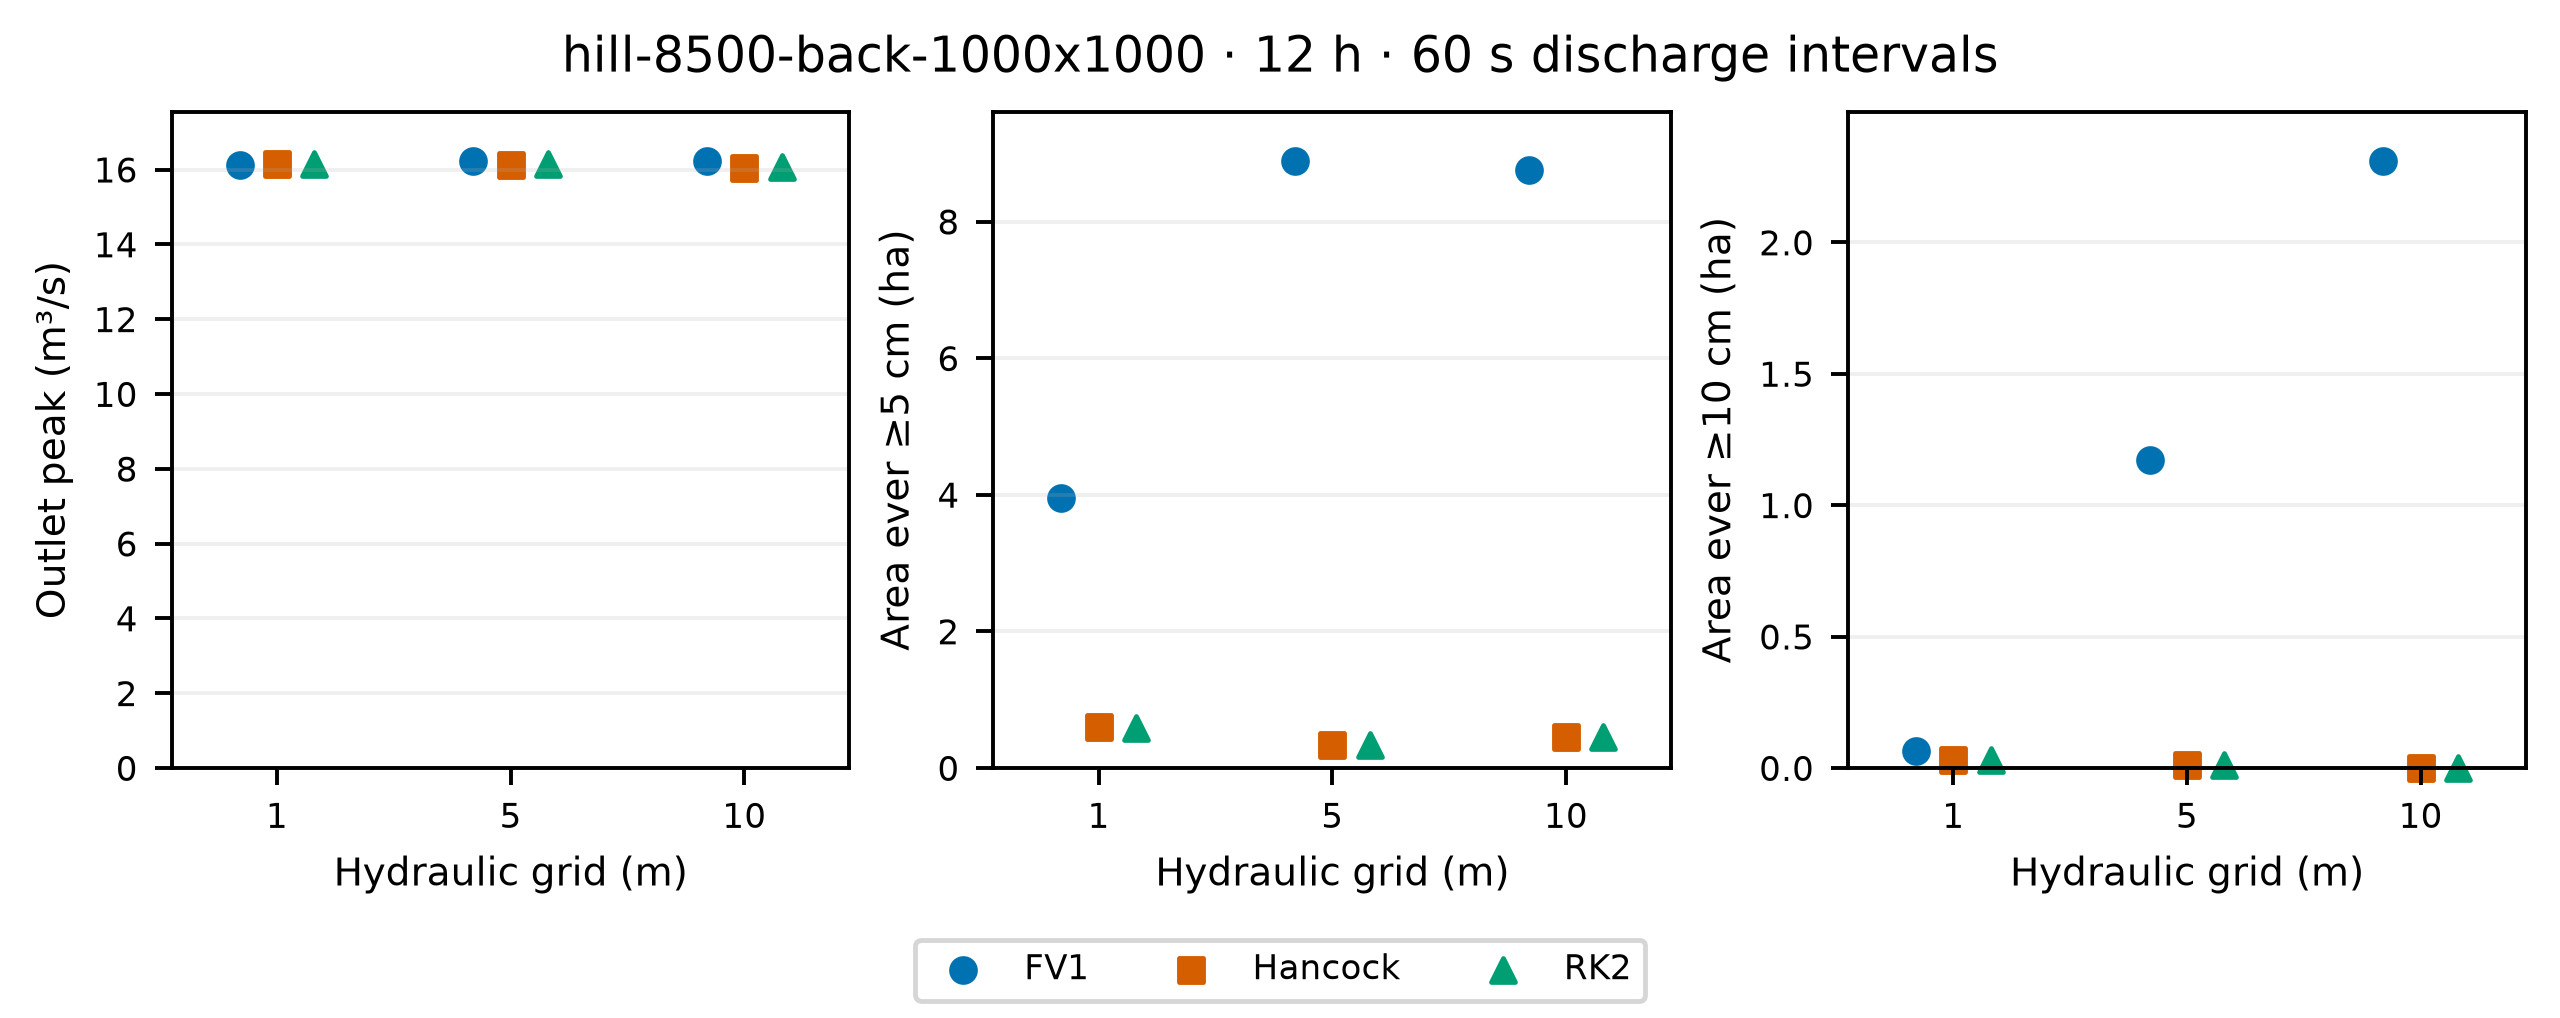 hill-8500-back-1000x1000 · 12 h · 60 s discharge intervals
Outlet peak (m³/s)
16
14
12
10
8
6
4
2
0
1
5
10
Hydraulic grid (m)
Area ever ≥5 cm (ha)
8
6
4
2
0
1
5
10
Hydraulic grid (m)
Area ever ≥10 cm (ha)
2.0
1.5
1.0
0.5
0.0
1
5
10
Hydraulic grid (m)
FV1
Hancock
RK2